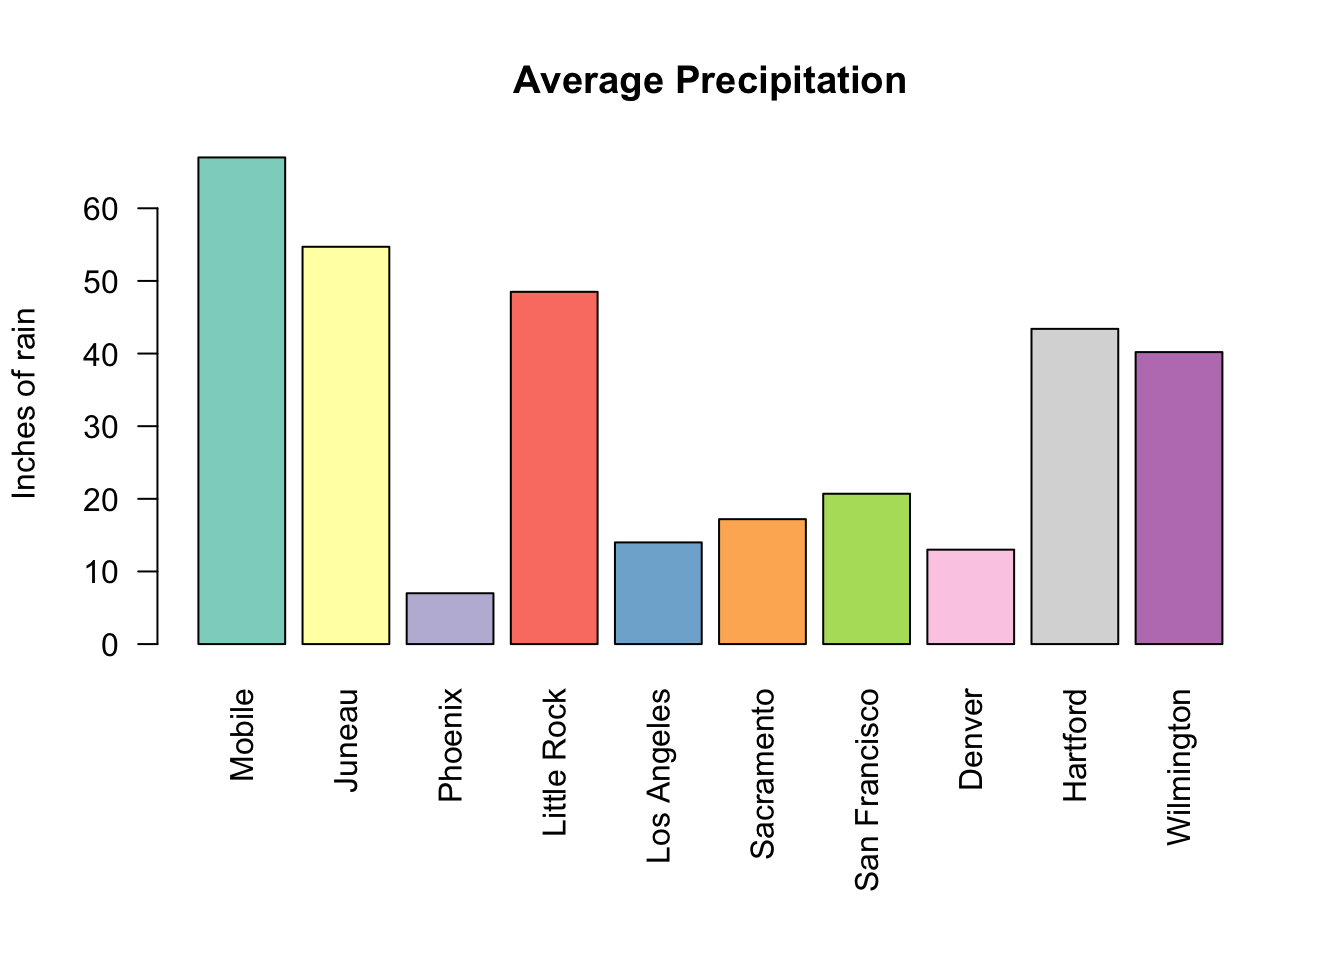 Average Precipitation
Inches of rain
60
50
40
30
20
10
0
Mobile
Juneau
Phoenix
Little Rock
Los Angeles
Sacramento
San Francisco
Denver
Hartford
Wilmington